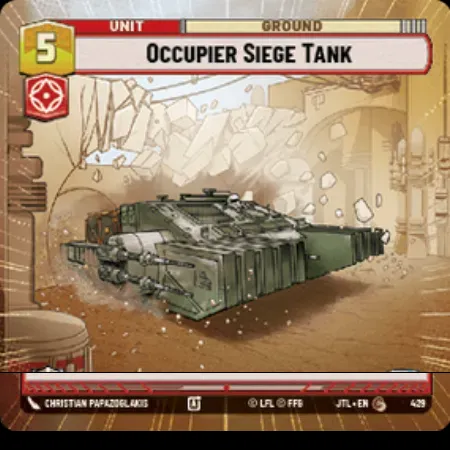 UNIT GROUND
5 OCCUPIER SIEGE TANK
CHRISTIAN PAPAZOGLAKIS © LFL © FFG JTL • EN 429